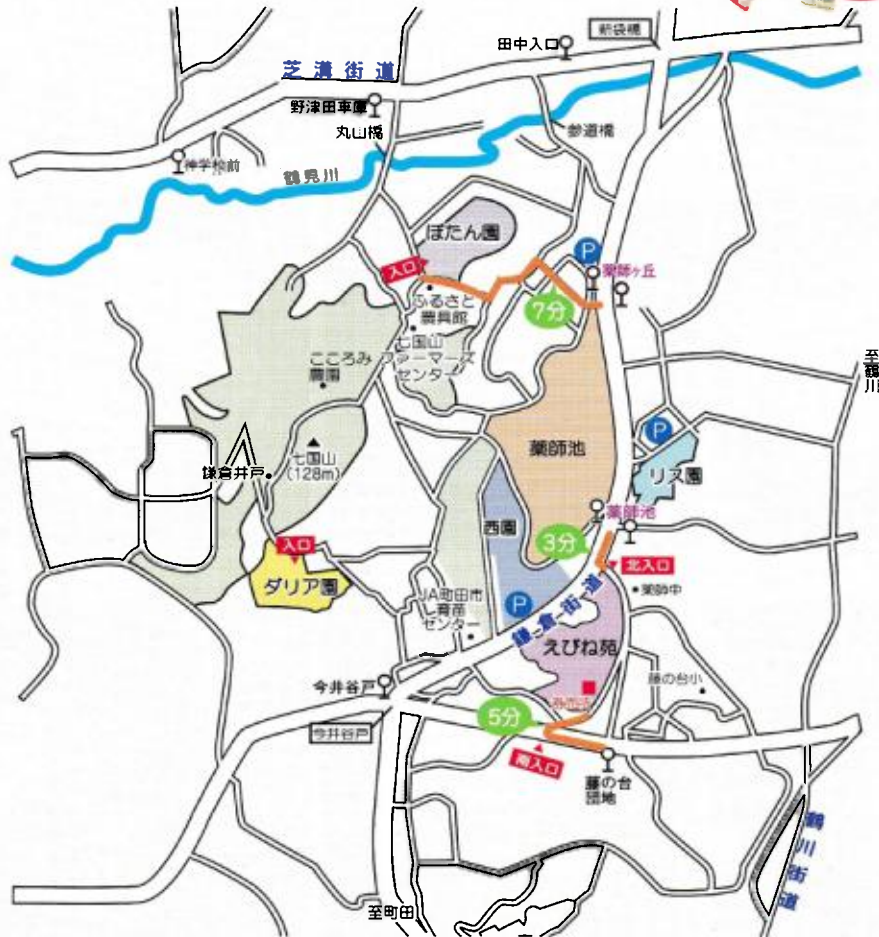 新袋橋
田中入口
芝溝街道
野津田車庫
丸山橋
参道橋
神学校前
鶴見川
ぼたん園
P
入口
薬師ヶ丘
ふるさと
農具館
7分
七国山
ファーマーズ
センター
こころみ
農園
至鶴川
P
薬師池
七国山
(128m)
鎌倉井戸
リス園
西園
薬師池
3分
入口
北入口
ダリア園
薬師中
JA町田市
育苗
センター
P
鎌倉街道
えびね苑
藤の台小
今井谷戸
5分
今井谷戸
南入口
藤の台
団地
鶴川街道
至町田